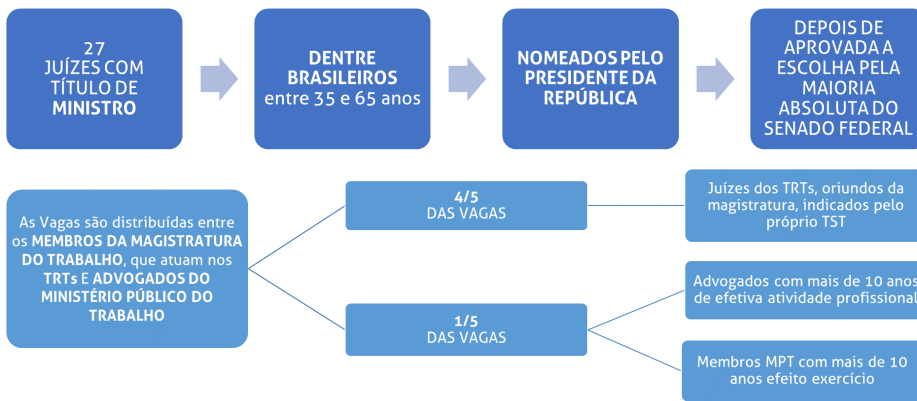 27
JUÍZES COM
TÍTULO DE
MINISTRO
DENTRE
BRASILEIROS
entre 35 e 65 anos
NOMEADOS PELO
PRESIDENTE DA
REPÚBLICA
DEPOIS DE
APROVADA A
ESCOLHA PELA
MAIORIA
ABSOLUTA DO
SENADO FEDERAL
As Vagas são distribuídas entre
os MEMBROS DA MAGISTRATURA
DO TRABALHO, que atuam nos
TRTs E ADVOGADOS DO
MINISTÉRIO PÚBLICO DO
TRABALHO
4/5
DAS VAGAS
Juízes dos TRTs, oriundos da
magistratura, indicados pelo
próprio TST
1/5
DAS VAGAS
Advogados com mais de 10 anos
de efetiva atividade profissional
Membros MPT com mais de 10
anos efeito exercício